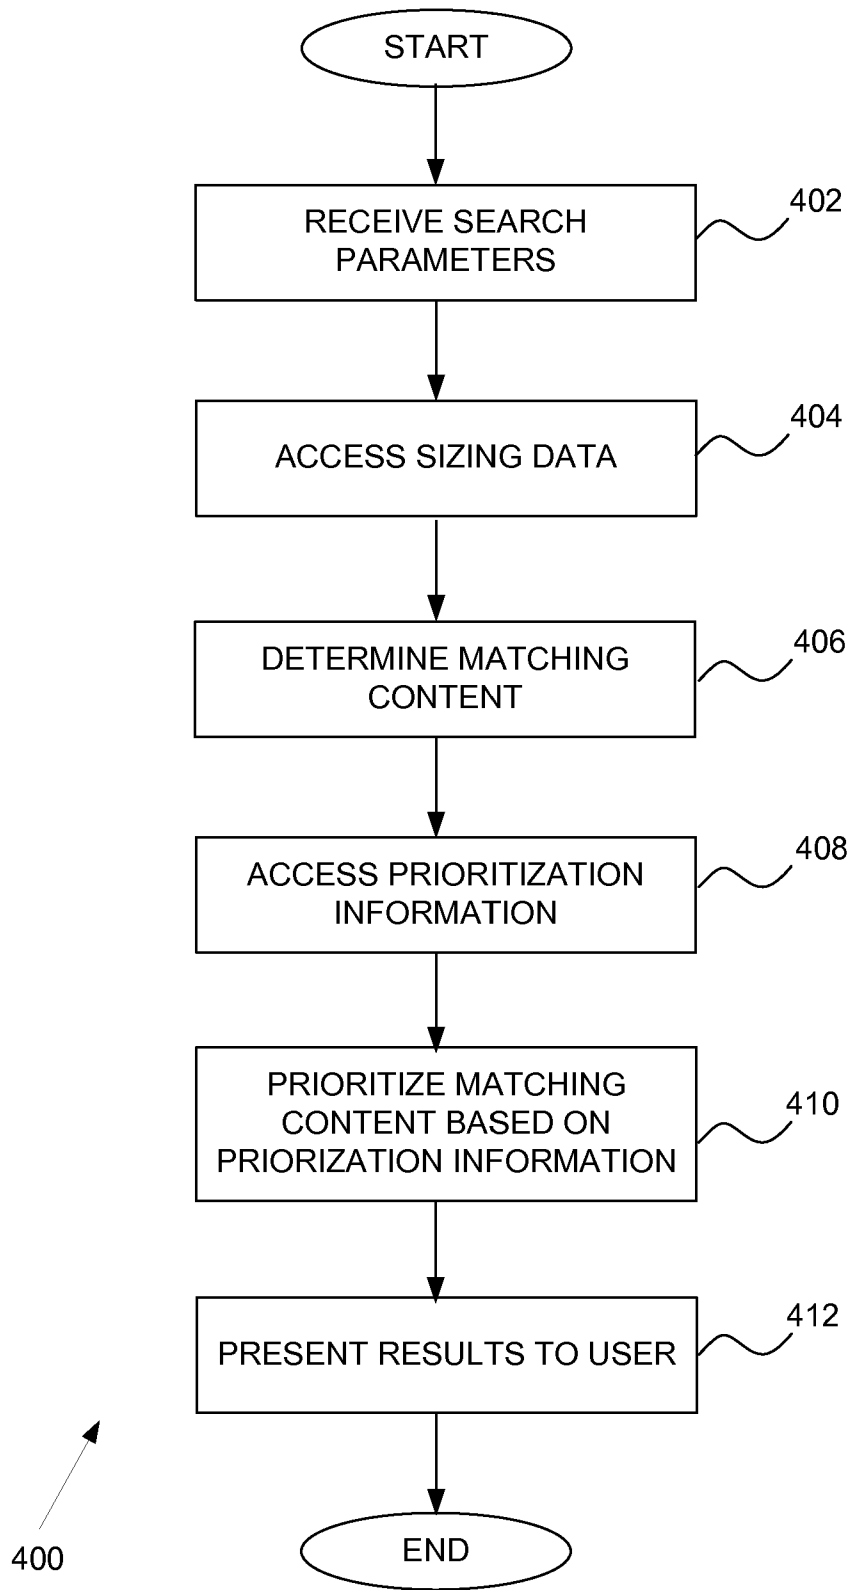 START
402
RECEIVE SEARCH
PARAMETERS
404
ACCESS SIZING DATA
406
DETERMINE MATCHING
CONTENT
408
ACCESS PRIORITIZATION
INFORMATION
410
PRIORITIZE MATCHING
CONTENT BASED ON
PRIORIZATION INFORMATION
412
PRESENT RESULTS TO USER
END
400